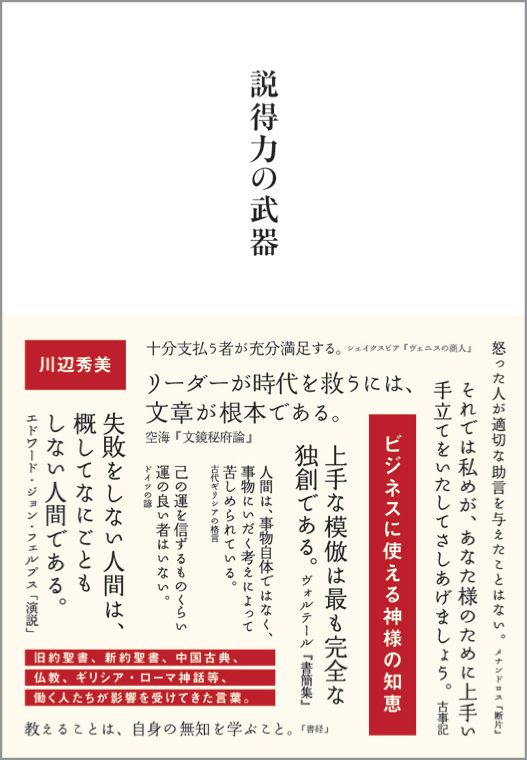 説得力の武器
川辺秀美
十分支払う者が充分満足する。シェイクスピア『ヴェニスの商人』
リーダーが時代を救うには、
文章が根本である。
空海『文鏡秘府論』
怒った人が適切な助言を与えたことはない。メナンドロス『断片』
それでは私めが、あなた様のために上手い
手立てをいたしてさしあげましょう。古事記
ビジネスに使える神様の知恵
上手な模倣は最も完全な
独創である。ヴォルテール『書簡集』
人間は、事物自体ではなく、
事物にいだく考えによって
苦しめられている。
古代ギリシアの格言
己の運を信ずるものくらい
運の良い者はいない。
ドイツの諺
失敗をしない人間は、
概してなにごとも
しない人間である。
エドワード・ジョン・フェルプス「演説」
旧約聖書、新約聖書、中国古典、
仏教、ギリシア・ローマ神話等、
働く人たちが影響を受けてきた言葉。
教えることは、自身の無知を学ぶこと。『書経』